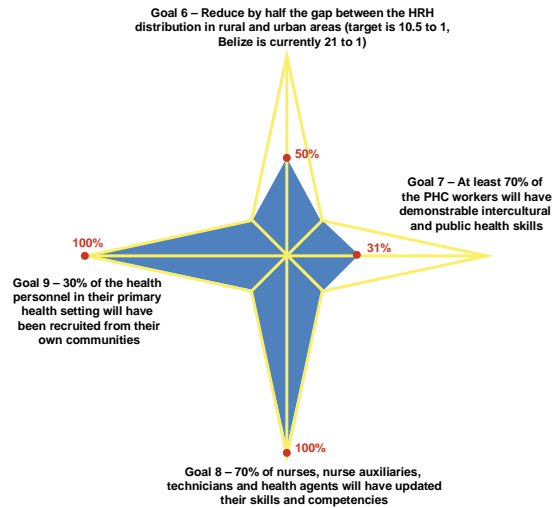 Goal 6 – Reduce by half the gap between the HRH
distribution in rural and urban areas (target is 10.5 to 1,
Belize is currently 21 to 1)
50%
Goal 7 – At least 70% of
the PHC workers will have
demonstrable intercultural
and public health skills
31%
100%
Goal 9 – 30% of the health
personnel in their primary
health setting will have
been recruited from their
own communities
100%
Goal 8 - 70% of nurses, nurse auxiliaries,
technicians and health agents will have updated
their skills and competencies